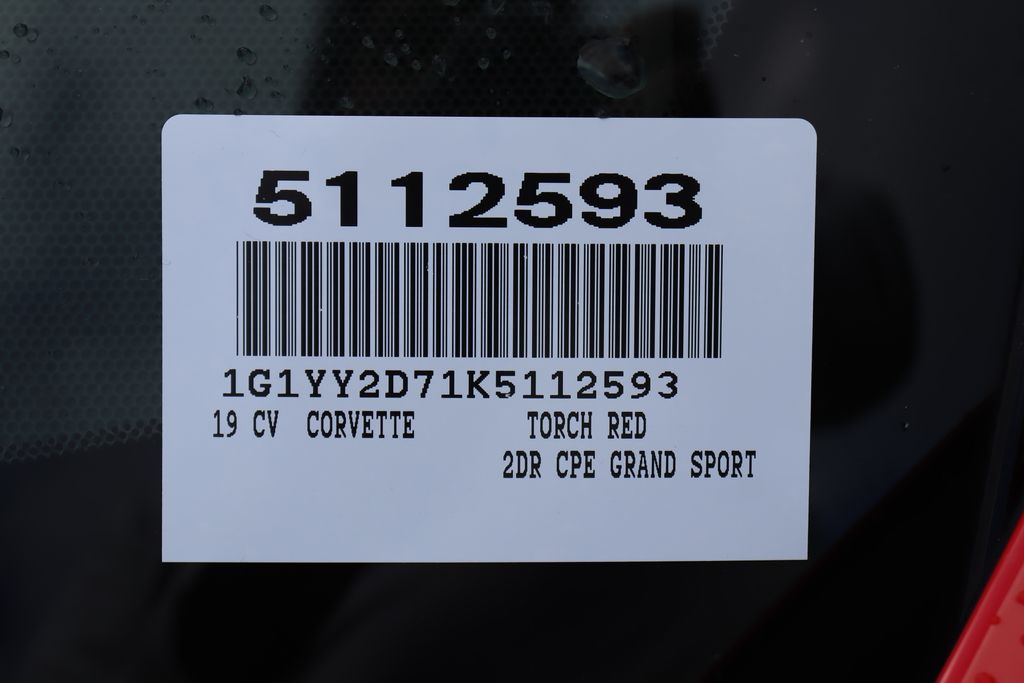 5112593
1G1YY2D71K5112593
19 CV CORVETTE TORCH RED
2DR CPE GRAND SPORT